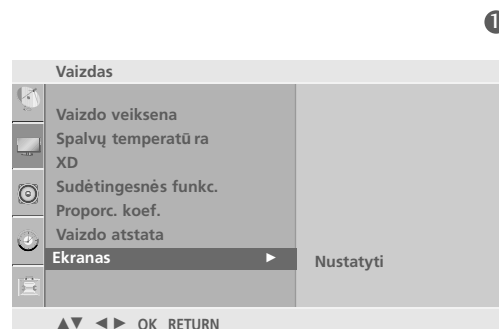 1
Vaizdas
Vaizdo veiksena
Spalvų temperatūra
XD
Sudėtingesnės funkc.
Proporc. koef.
Vaizdo atstata
Ekranas ►
Nustatyti
▲▼ ◄► OK RETURN